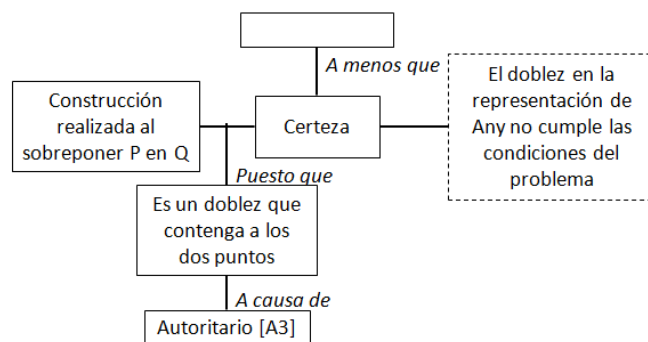 A menos que
Construcción
realizada al
sobreponer P en Q
Certeza
El doblez en la
representación de
Any no cumple las
condiciones del
problema
Puesto que
Es un doblez que
contenga a los
dos puntos
A causa de
Autoritario [A3]